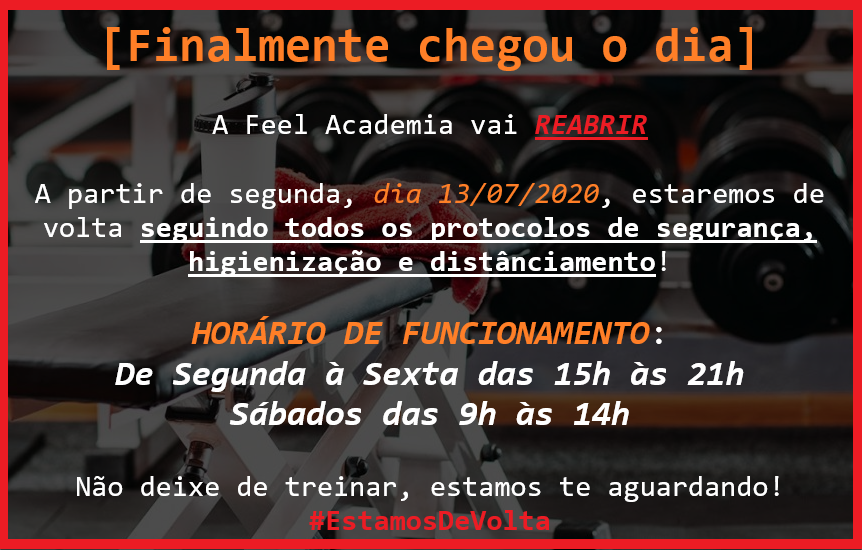 [Finalmente chegou o dia]
A Feel Academia vai REABRIR
A partir de segunda, dia 13/07/2020, estaremos de
volta seguindo todos os protocolos de segurança,
higienização e distânciamento!
HORÁRIO DE FUNCIONAMENTO:
De Segunda à Sexta das 15h às 21h
Sábados das 9h às 14h
Não deixe de treinar, estamos te aguardando!
#EstamosDeVolta